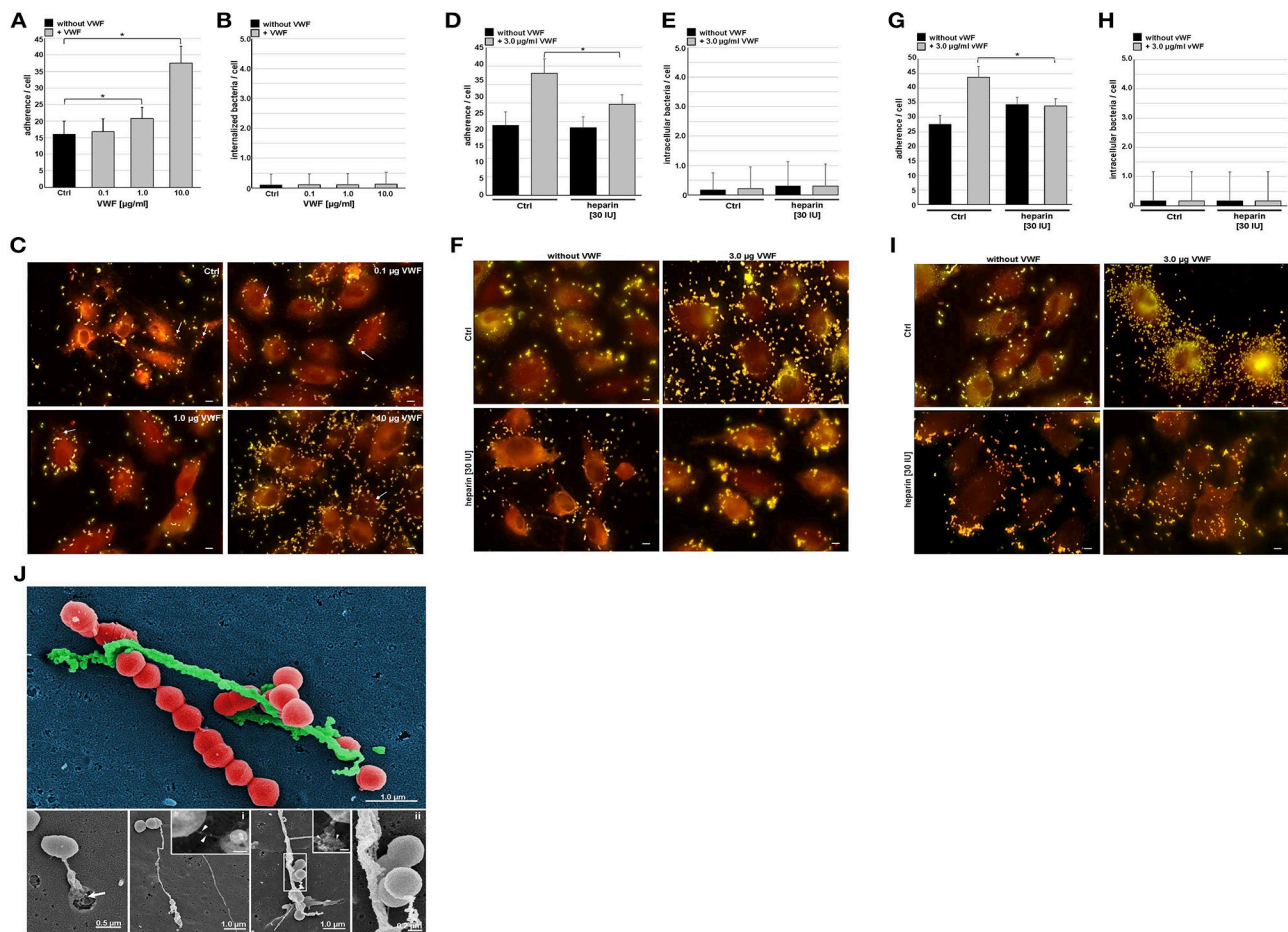 A
without VWF
+ VWF
adherence / cell
45
40
35
30
25
20
15
10
5
0
*
*
Ctrl
0.1
1.0
10.0
VWF [µg/ml]
B
without VWF
+ VWF
internalized bacteria / cell
5.0
4.0
3.0
2.0
1.0
0
Ctrl
0.1
1.0
10.0
VWF [µg/ml]
D
without VWF
+ 3.0 µg/ml VWF
adherence / cell
45
40
35
30
25
20
15
10
5
0
*
Ctrl
heparin
[30 IU]
E
without VWF
+ 3.0 µg/ml VWF
intracellular bacteria / cell
5.0
4.0
3.0
2.0
1.0
0
Ctrl
heparin
[30 IU]
G
without vWF
+ 3.0 µg/ml vWF
adherence / cell
50
40
35
30
25
20
15
10
5
0
*
Ctrl
heparin
[30 IU]
H
without vWF
+ 3.0 µg/ml vWF
intracellular bacteria / cell
5.0
4.0
3.0
2.0
1.0
0
Ctrl
heparin
[30 IU]
C
Ctrl
0.1 µg VWF
1.0 µg VWF
10 µg VWF
F
without VWF
3.0 µg VWF
Ctrl
heparin [30 IU]
I
without VWF
3.0 µg VWF
Ctrl
heparin [30 IU]
J
1.0 µm
0.5 µm
i
1.0 µm
1.0 µm
ii